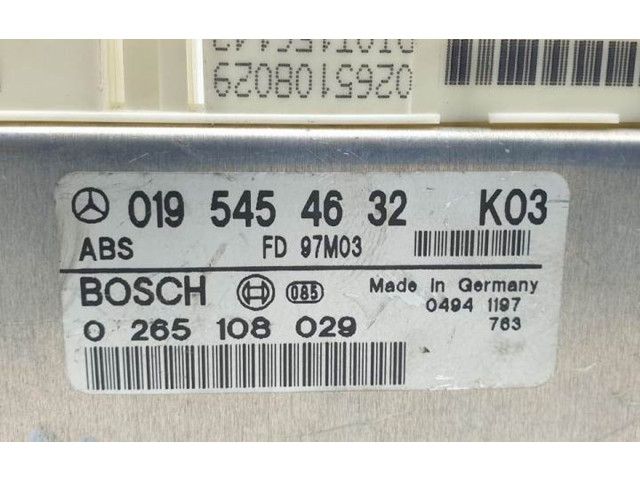 0265108029
019 545 46 32 K03
ABS FD 97M03
BOSCH 085 Made in Germany
0494 1197
0 265 108 029 763